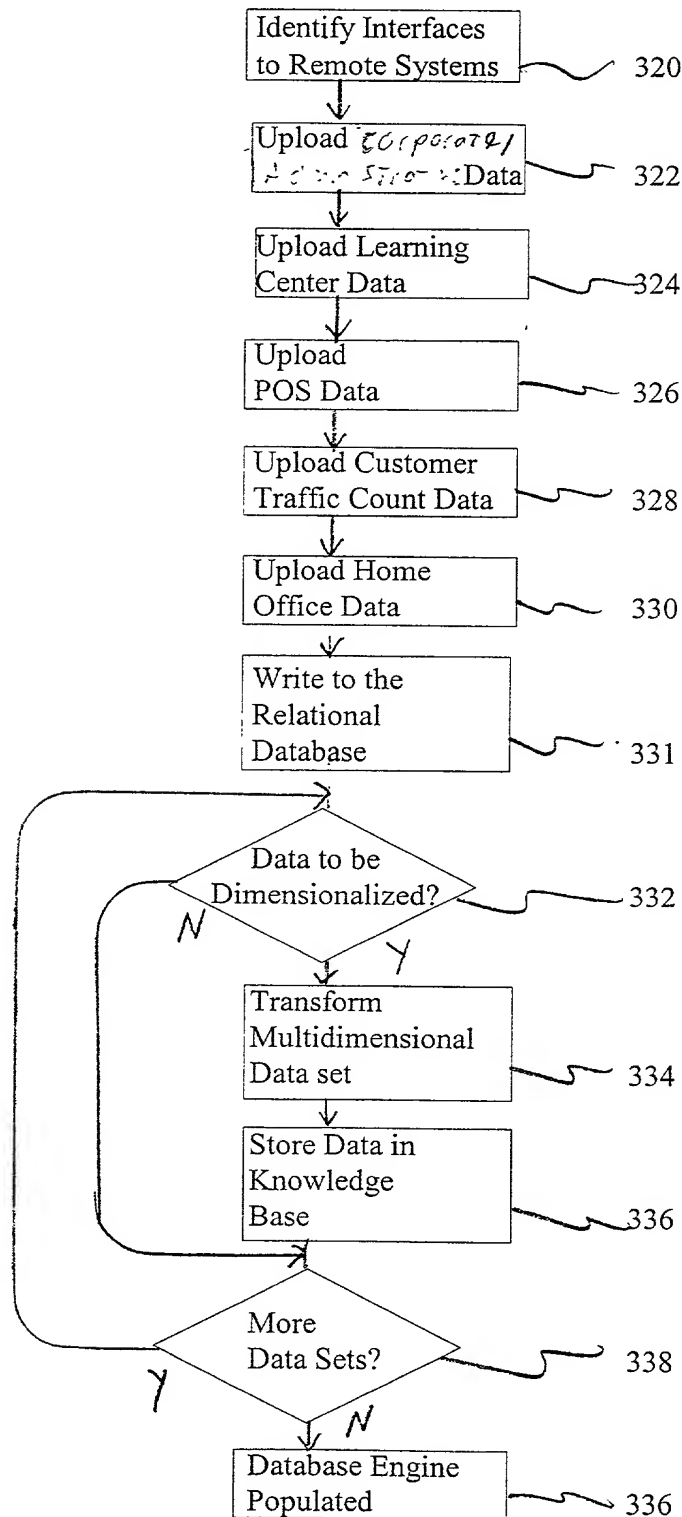 Identify Interfaces
to Remote Systems
320
Upload
Data
322
Upload Learning
Center Data
324
Upload
POS Data
326
Upload Customer
Traffic Count Data
328
Upload Home
Office Data
330
Write to the
Relational
Database
331
Data to be
Dimensionalized?
332
N
Y
Transform
Multidimensional
Data set
334
Store Data in
Knowledge
Base
336
More
Data Sets?
338
Y
N
Database Engine
Populated
336